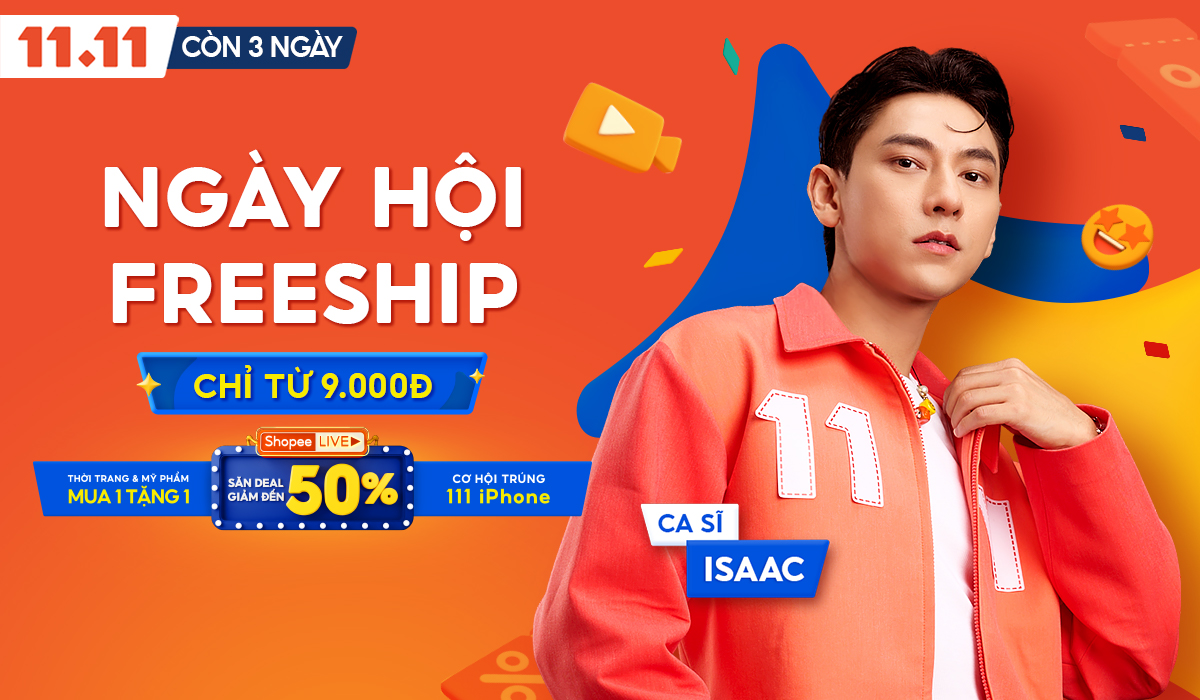 11.11
CÒN 3 NGÀY
NGÀY HỘI
FREESHIP
CHỈ TỪ 9.000Đ
Shopee LIVE
THỜI TRANG & MỸ PHẨM
MUA 1 TẶNG 1
SĂN DEAL
GIẢM ĐẾN
50%
CƠ HỘI TRÚNG
111 iPhone
11
1
CA SĨ
ISAAC